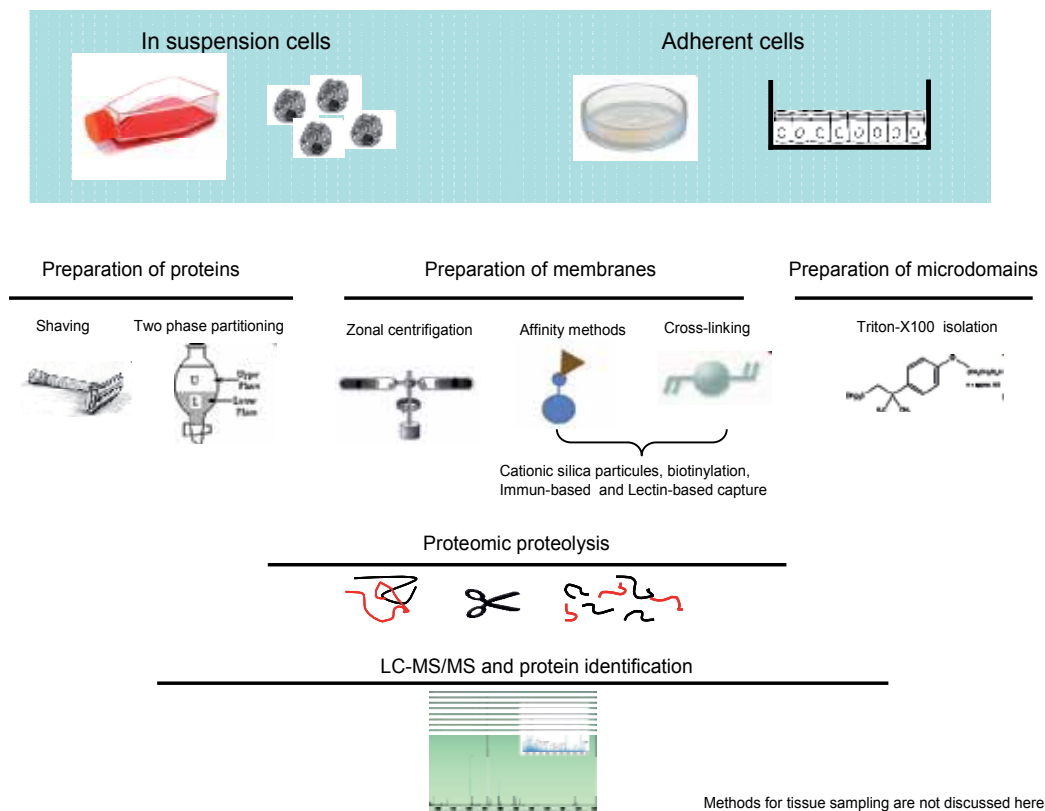 In suspension cells
Adherent cells
Preparation of proteins
Preparation of membranes
Preparation of microdomains
Shaving
Two phase partitioning
Zonal centrifigation
Affinity methods
Cross-linking
Triton-X100  isolation
U
Upper
Phase
L
Lower
Phase
Cationic silica particules, biotinylation,
Immun-based  and Lectin-based capture
Proteomic proteolysis
LC-MS/MS and protein identification
Methods for tissue sampling are not discussed here